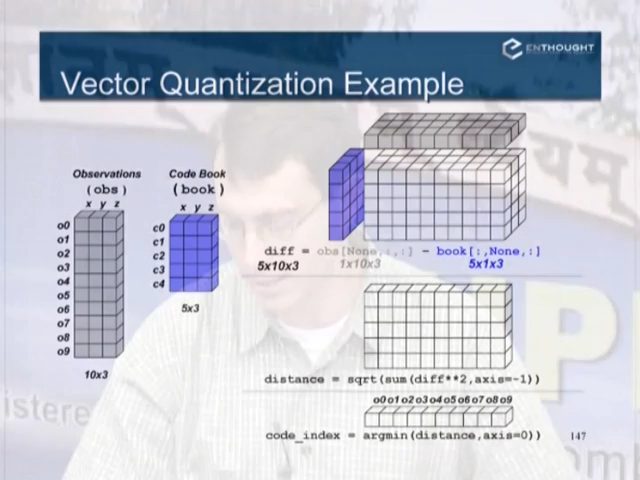 ENTHOUGHT
Vector Quantization Example
Observations
(obs)
x y z
o0
o1
o2
o3
o4
o5
o6
o7
o8
o9
10x3
Code Book
(book)
x y z
c0
c1
c2
c3
c4
5x3
diff = obs[None,:,:] - book[:,None,:]
5x10x3 1x10x3 5x1x3
distance = sqrt(sum(diff**2,axis=-1))
o0 o1 o2 o3 o4 o5 o6 o7 o8 o9
code_index = argmin(distance,axis=0))
147
istere